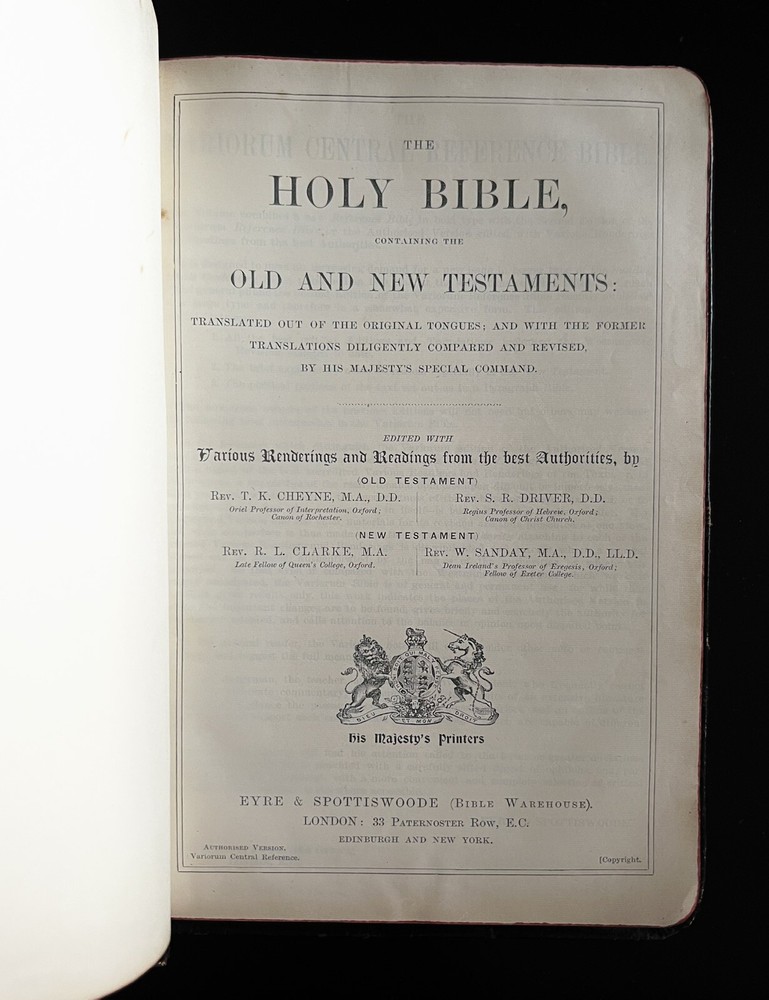 THE
HOLY BIBLE,
CONTAINING THE
OLD AND NEW TESTAMENTS:
TRANSLATED OUT OF THE ORIGINAL TONGUES; AND WITH THE FORMER
TRANSLATIONS DILIGENTLY COMPARED AND REVISED,
BY HIS MAJESTY'S SPECIAL COMMAND.
EDITED WITH
Various Renderings and Readings from the best Authorities, by
(OLD TESTAMENT)
REV. T. K. CHEYNE, M.A., D.D.
Oriel Professor of Interpretation, Oxford;
Canon of Rochester.
REV. S. R. DRIVER, D.D.
Regius Professor of Hebrew, Oxford;
Canon of Christ Church.
(NEW TESTAMENT)
REV. R. L. CLARKE, M.A.
Late Fellow of Queen's College, Oxford.
REV. W. SANDAY, M.A., D.D., LL.D.
Dean Ireland's Professor of Exegesis, Oxford;
Fellow of Exeter College.
DIEU ET MON DROIT
His Majesty's Printers
EYRE & SPOTTISWOODE (BIBLE WAREHOUSE).
LONDON: 33 PATERNOSTER ROW, E.C.
EDINBURGH AND NEW YORK.
AUTHORISED VERSION.
Variorum Central Reference.
[Copyright.